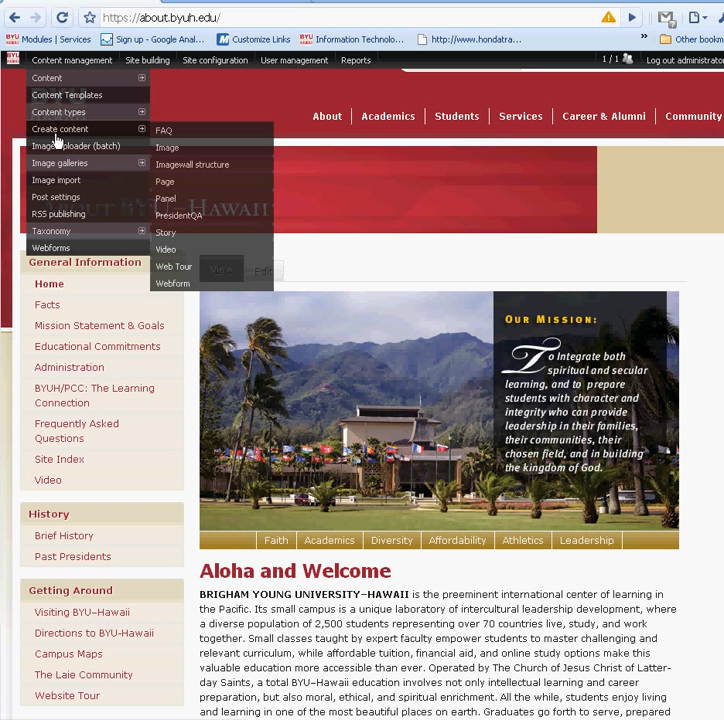 https://about.byuh.edu/
Modules | Services
Sign up - Google Anal...
Customize Links
BYU Information Technolo...
http://www.hondatra...
»
Other bookm
Content management
Site building
Site configuration
User management
Reports
1 / 1
Log out administrato
Content
Content Templates
Content types
Create content
Image uploader (batch)
Image galleries
Image import
Post settings
RSS publishing
Taxonomy
Webforms
FAQ
Image
Imagewall structure
Page
Panel
PresidentQA
Story
Video
Web Tour
Webform
About | Academics | Students | Services | Career & Alumni | Community
About BYU-Hawaii
View
Edit
General Information
Home
Facts
Mission Statement & Goals
Educational Commitments
Administration
BYUH/PCC: The Learning
Connection
Frequently Asked
Questions
Site Index
Video
History
Brief History
Past Presidents
Getting Around
Visiting BYU–Hawaii
Directions to BYU-Hawaii
Campus Maps
The Laie Community
Website Tour
Our Mission:
To Integrate both
spiritual and secular
learning, and to prepare
students with character and
integrity who can provide
leadership in their families,
their communities, their
chosen field, and in building
the kingdom of God.
Faith | Academics | Diversity | Affordability | Athletics | Leadership
Aloha and Welcome
BRIGHAM YOUNG UNIVERSITY–HAWAII is the preeminent international center of learning in
the Pacific. Its small campus is a unique laboratory of intercultural leadership development, where
a diverse population of 2,500 students representing over 70 countries live, study, and work
together. Small classes taught by expert faculty empower students to master challenging and
relevant curriculum, while affordable tuition, financial aid, and online study options make this
valuable education more accessible than ever. Operated by The Church of Jesus Christ of Latter-
day Saints, a total BYU–Hawaii education involves not only intellectual learning and career
preparation, but also moral, ethical, and spiritual enrichment. All the while, students enjoy living
and learning in one of the most beautiful places on earth. Graduates go forth to serve, prepared